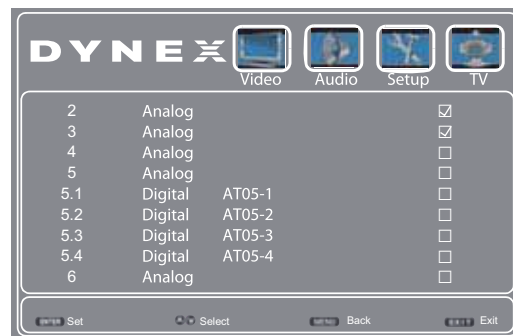 DYNEX
Video Audio Setup TV
2 Analog ☑
3 Analog ☑
4 Analog ☐
5 Analog ☐
5.1 Digital AT05-1 ☐
5.2 Digital AT05-2 ☐
5.3 Digital AT05-3 ☐
5.4 Digital AT05-4 ☐
6 Analog ☐
ENTER Set Select MENU Back EXIT Exit